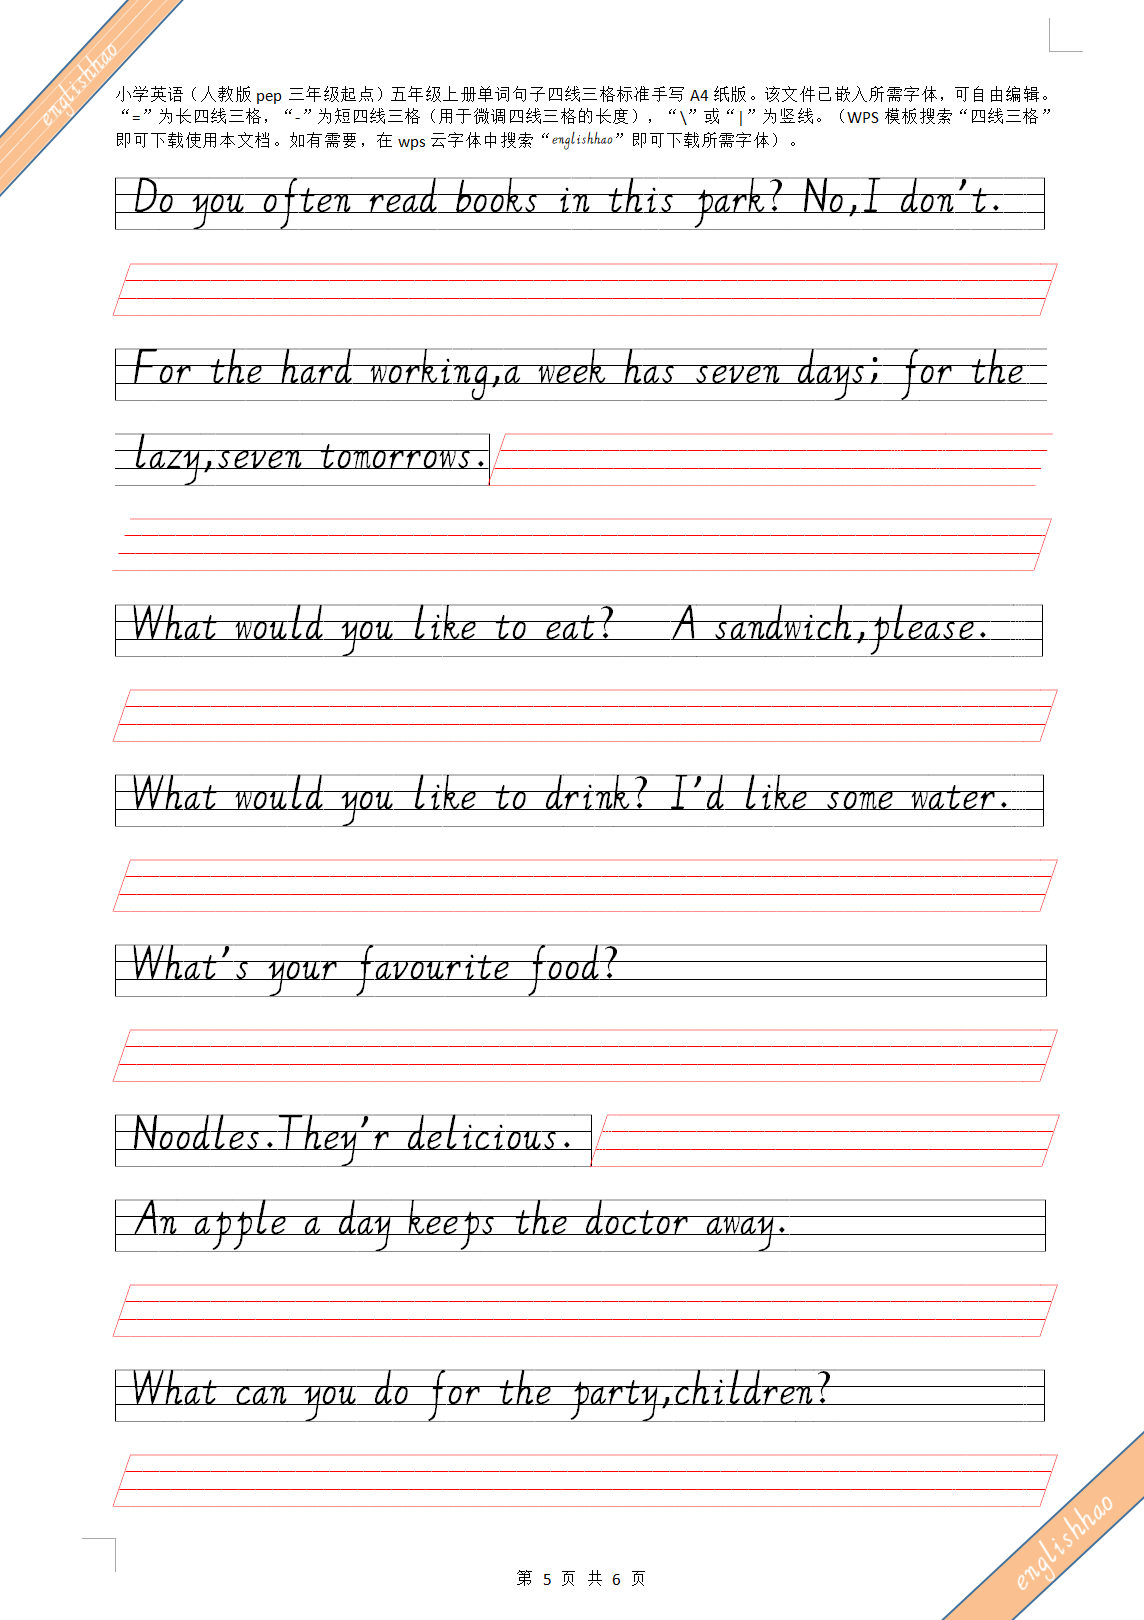 englishhao
小学英语（人教版 pep 三年级起点）五年级上册单词句子四线三格标准手写 A4 纸版。该文件已嵌入所需字体，可自由编辑。
“=”为长四线三格，“-”为短四线三格（用于微调四线三格的长度），“\”或“|”为竖线。（WPS 模板搜索“四线三格”
即可下载使用本文档。如有需要，在 wps 云字体中搜索“englishhao”即可下载所需字体）。
Do you often read books in this park? No,I don't.
For the hard working,a week has seven days; for the
lazy,seven tomorrows.
What would you like to eat? A sandwich,please.
What would you like to drink? I'd like some water.
What's your favourite food?
Noodles.They'r delicious.
An apple a day keeps the doctor away.
What can you do for the party,children?
englishhao
第 5 页 共 6 页